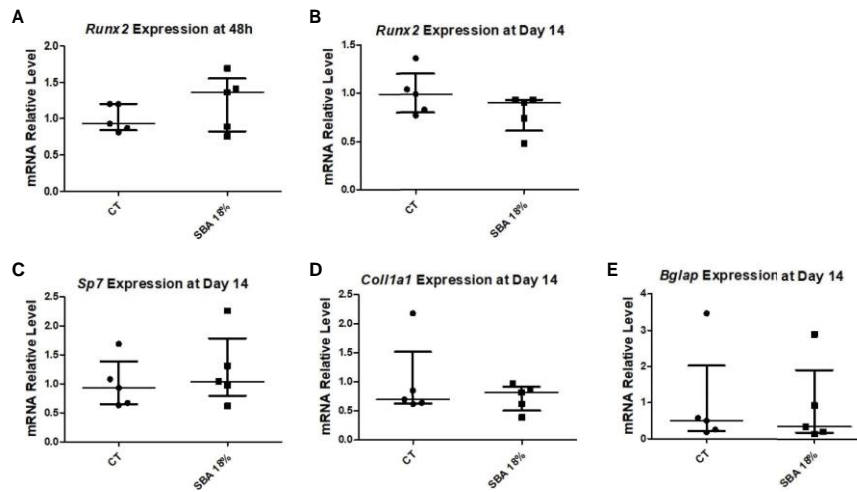 A
Runx2 Expression at 48h
mRNA Relative Level
2.0
1.5
1.0
0.5
0.0
CT
SBA 18%
B
Runx2 Expression at Day 14
mRNA Relative Level
1.5
1.0
0.5
0.0
CT
SBA 18%
C
Sp7 Expression at Day 14
mRNA Relative Level
2.5
2.0
1.5
1.0
0.5
0.0
CT
SBA 18%
D
Coll1a1 Expression at Day 14
mRNA Relative Level
2.5
2.0
1.5
1.0
0.5
0.0
CT
SBA 18%
E
Bglap Expression at Day 14
mRNA Relative Level
4
3
2
1
0
CT
SBA 18%